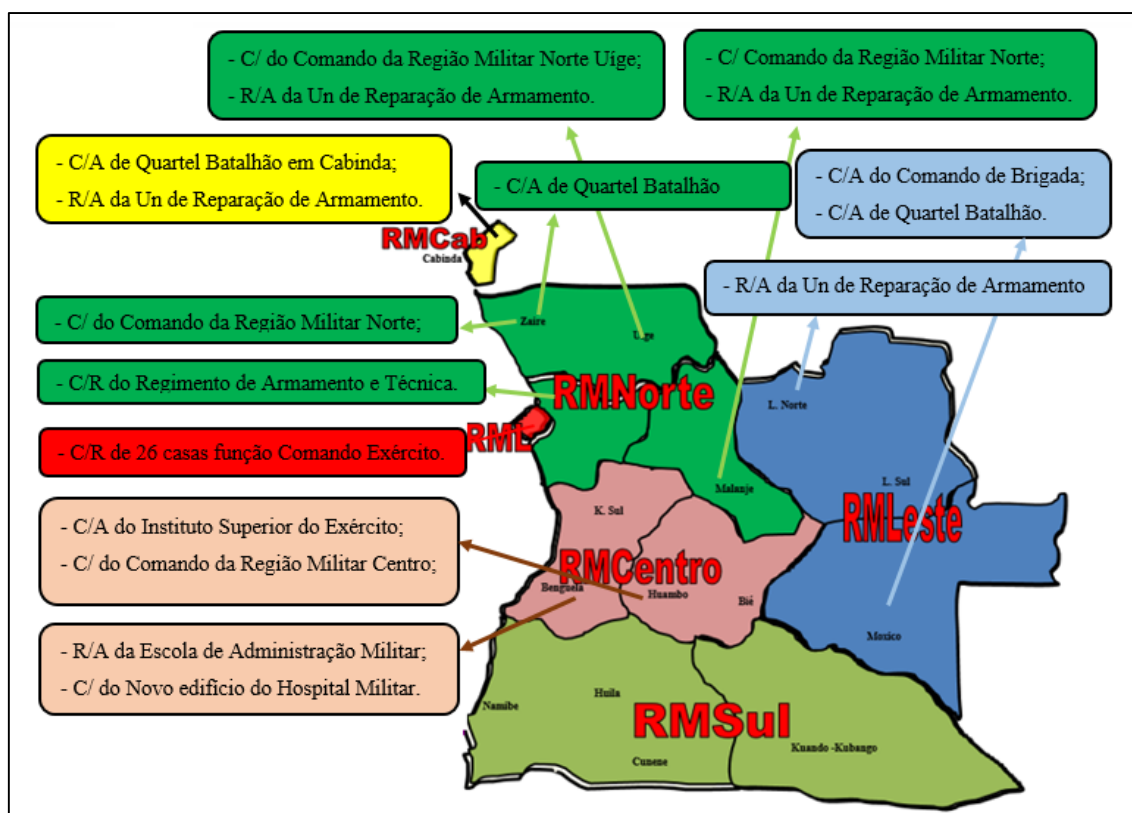 - C/ do Comando da Região Militar Norte Uíge;
- R/A da Un de Reparação de Armamento.
- C/ Comando da Região Militar Norte;
- R/A da Un de Reparação de Armamento.
- C/A de Quartel Batalhão em Cabinda;
- R/A da Un de Reparação de Armamento.
- C/A de Quartel Batalhão
- C/A do Comando de Brigada;
- C/A de Quartel Batalhão.
RMCab
Cabinda
- R/A da Un de Reparação de Armamento
- C/ do Comando da Região Militar Norte;
Zaire
Uíge
- C/R do Regimento de Armamento e Técnica.
RMNorte
L. Norte
RML
- C/R de 26 casas função Comando Exército.
Malanje
L. Sul
- C/A do Instituto Superior do Exército;
- C/ do Comando da Região Militar Centro;
K. Sul
RMLeste
RMCentro
Benguela
Huambo
Bié
Moxico
- R/A da Escola de Administração Militar;
- C/ do Novo edifício do Hospital Militar.
Namibe
Huila
RMSul
Kuando -Kubango
Cunene